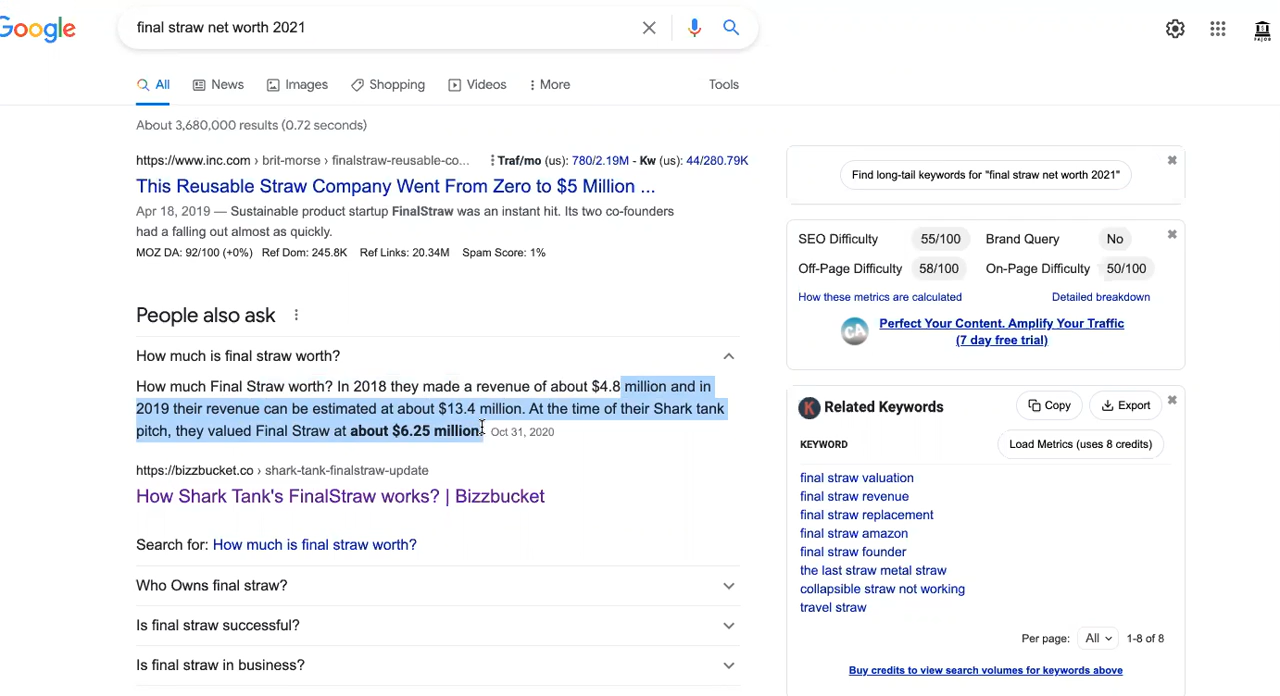 Google
final straw net worth 2021
All News Images Shopping Videos More Tools
About 3,680,000 results (0.72 seconds)
https://www.inc.com › brit-morse › finalstraw-reusable-co... Traf/mo (us): 780/2.19M - Kw (us): 44/280.79K
This Reusable Straw Company Went From Zero to $5 Million ...
Apr 18, 2019 — Sustainable product startup FinalStraw was an instant hit. Its two co-founders
had a falling out almost as quickly.
MOZ DA: 92/100 (+0%) Ref Dom: 245.8K Ref Links: 20.34M Spam Score: 1%
People also ask
How much is final straw worth?
How much Final Straw worth? In 2018 they made a revenue of about $4.8 million and in
2019 their revenue can be estimated at about $13.4 million. At the time of their Shark tank
pitch, they valued Final Straw at about $6.25 million. Oct 31, 2020
https://bizzbucket.co › shark-tank-finalstraw-update
How Shark Tank's FinalStraw works? | Bizzbucket
Search for: How much is final straw worth?
Who Owns final straw?
Is final straw successful?
Is final straw in business?
Find long-tail keywords for "final straw net worth 2021"
SEO Difficulty 55/100 Brand Query No
Off-Page Difficulty 58/100 On-Page Difficulty 50/100
How these metrics are calculated Detailed breakdown
CA
Perfect Your Content. Amplify Your Traffic
(7 day free trial)
K Related Keywords Copy Export
KEYWORD Load Metrics (uses 8 credits)
final straw valuation
final straw revenue
final straw replacement
final straw amazon
final straw founder
the last straw metal straw
collapsible straw not working
travel straw
Per page: All 1-8 of 8
Buy credits to view search volumes for keywords above